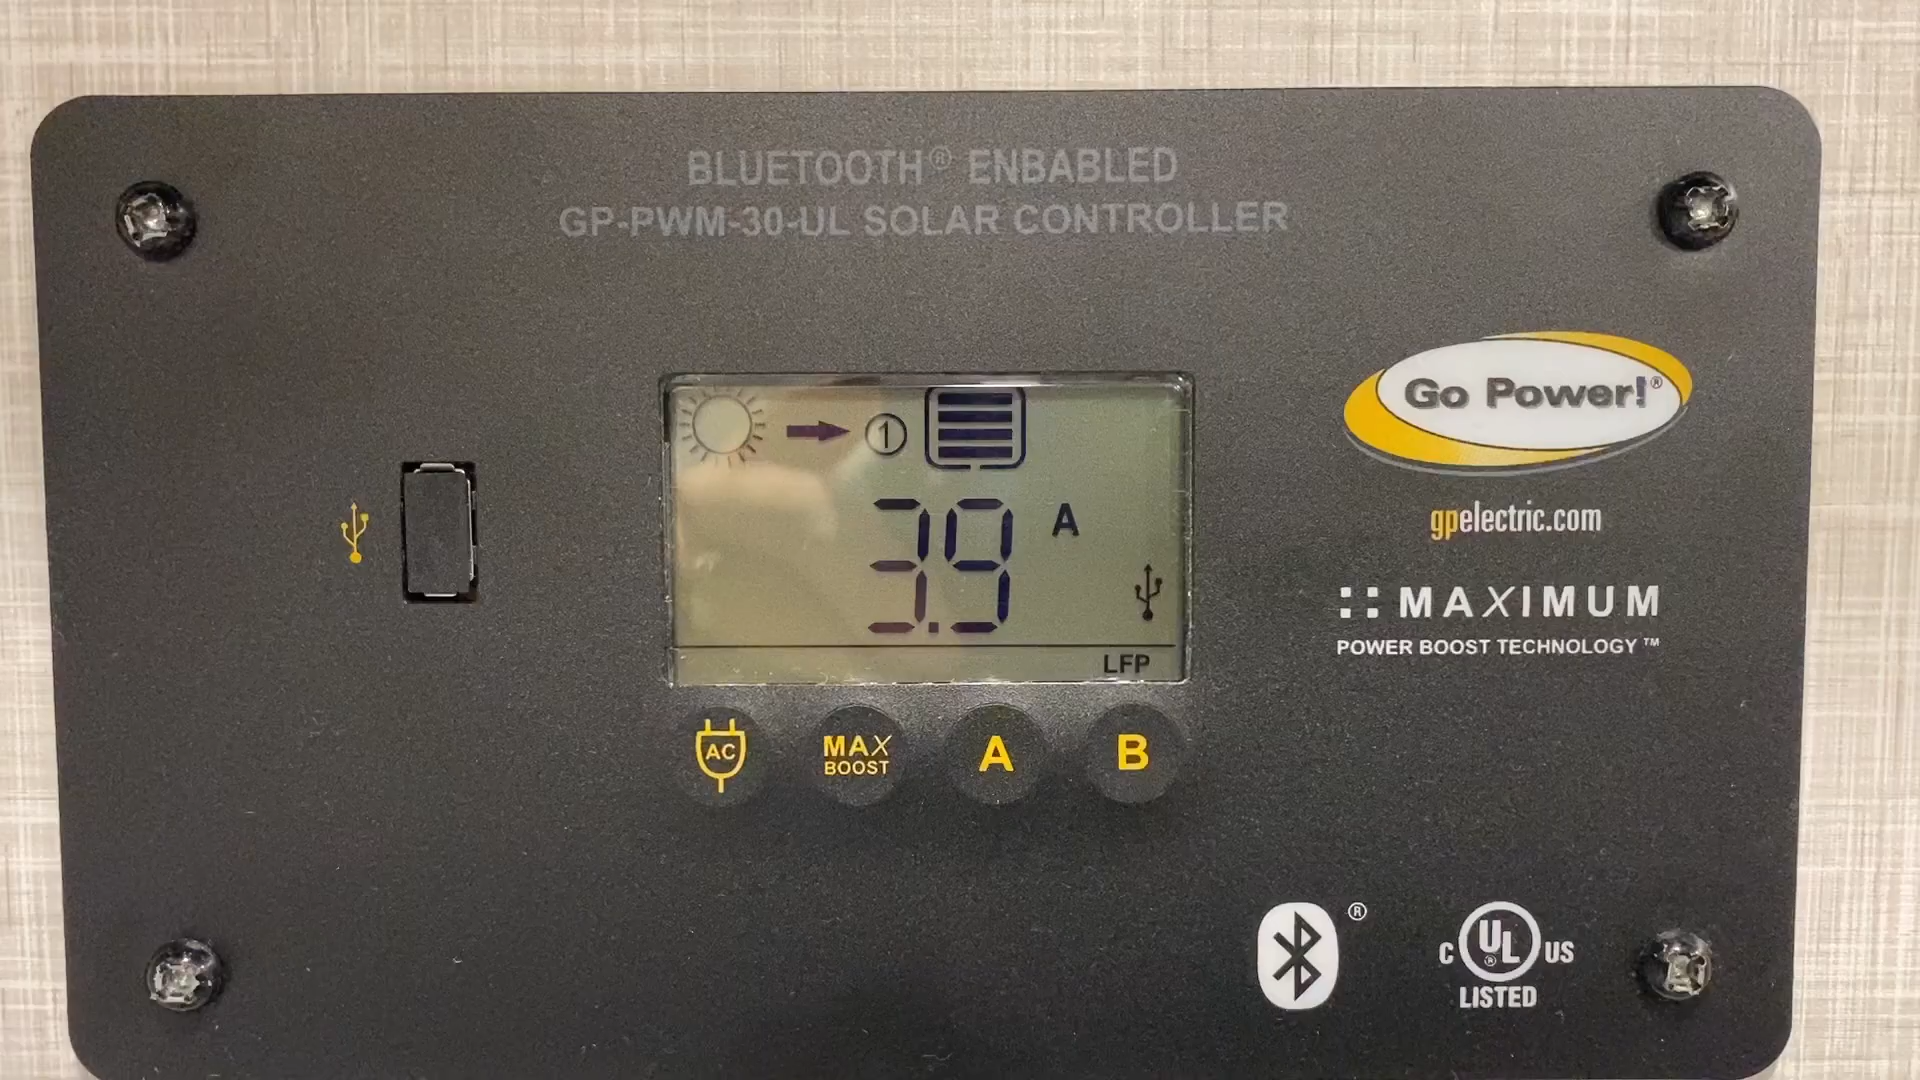 BLUETOOTH® ENBABLED
GP-PWM-30-UL SOLAR CONTROLLER
Go Power!®
gpelectric.com
MAXIMUM
POWER BOOST TECHNOLOGY™
1
3.9 A
LFP
AC
MAX
BOOST
A
B
®
C UL® US
LISTED